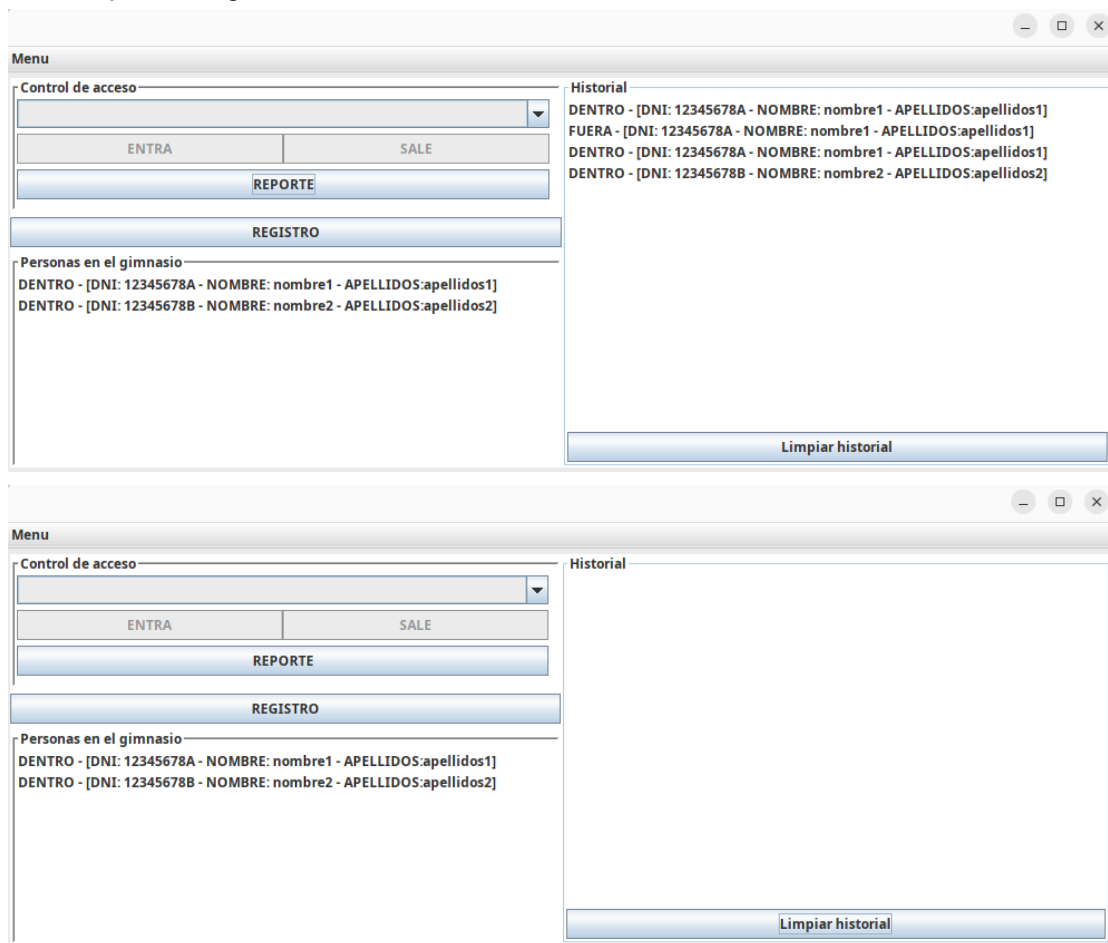 Menu
Control de acceso
ENTRA SALE
REPORTE
REGISTRO
Personas en el gimnasio
DENTRO - [DNI: 12345678A - NOMBRE: nombre1 - APELLIDOS:apellidos1]
DENTRO - [DNI: 12345678B - NOMBRE: nombre2 - APELLIDOS:apellidos2]
Historial
DENTRO - [DNI: 12345678A - NOMBRE: nombre1 - APELLIDOS:apellidos1]
FUERA - [DNI: 12345678A - NOMBRE: nombre1 - APELLIDOS:apellidos1]
DENTRO - [DNI: 12345678A - NOMBRE: nombre1 - APELLIDOS:apellidos1]
DENTRO - [DNI: 12345678B - NOMBRE: nombre2 - APELLIDOS:apellidos2]
Limpiar historial
Menu
Control de acceso
ENTRA SALE
REPORTE
REGISTRO
Personas en el gimnasio
DENTRO - [DNI: 12345678A - NOMBRE: nombre1 - APELLIDOS:apellidos1]
DENTRO - [DNI: 12345678B - NOMBRE: nombre2 - APELLIDOS:apellidos2]
Historial
Limpiar historial